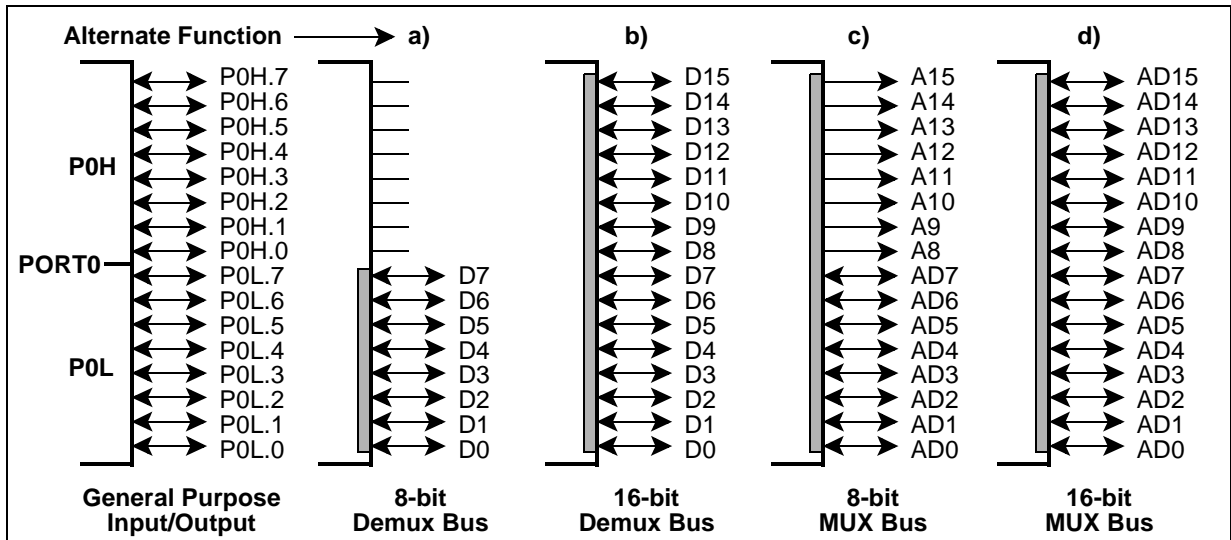 Alternate Function a) b) c) d)
P0H.7 D15 A15 AD15
P0H.6 D14 A14 AD14
P0H.5 D13 A13 AD13
P0H.4 D12 A12 AD12
P0H
P0H.3 D11 A11 AD11
P0H.2 D10 A10 AD10
P0H.1 D9 A9 AD9
P0H.0 D8 A8 AD8
PORT0
P0L.7 D7 D7 AD7 AD7
P0L.6 D6 D6 AD6 AD6
P0L.5 D5 D5 AD5 AD5
P0L.4 D4 D4 AD4 AD4
P0L
P0L.3 D3 D3 AD3 AD3
P0L.2 D2 D2 AD2 AD2
P0L.1 D1 D1 AD1 AD1
P0L.0 D0 D0 AD0 AD0
General Purpose 8-bit 16-bit 8-bit 16-bit
Input/Output Demux Bus Demux Bus MUX Bus MUX Bus